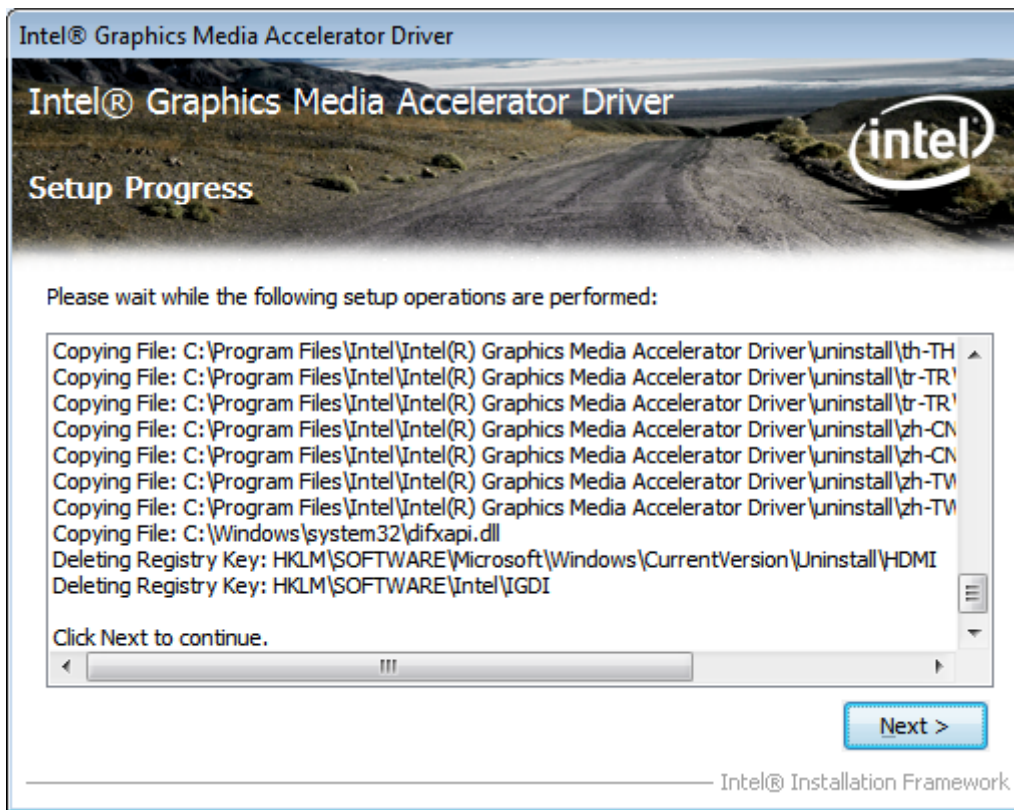 Intel® Graphics Media Accelerator Driver
Intel® Graphics Media Accelerator Driver
intel
Setup Progress
Please wait while the following setup operations are performed:
Copying File: C:\Program Files\Intel\Intel(R) Graphics Media Accelerator Driver\uninstall\th-TH
Copying File: C:\Program Files\Intel\Intel(R) Graphics Media Accelerator Driver\uninstall\tr-TR\
Copying File: C:\Program Files\Intel\Intel(R) Graphics Media Accelerator Driver\uninstall\tr-TR\
Copying File: C:\Program Files\Intel\Intel(R) Graphics Media Accelerator Driver\uninstall\zh-CN
Copying File: C:\Program Files\Intel\Intel(R) Graphics Media Accelerator Driver\uninstall\zh-CN
Copying File: C:\Program Files\Intel\Intel(R) Graphics Media Accelerator Driver\uninstall\zh-TW
Copying File: C:\Program Files\Intel\Intel(R) Graphics Media Accelerator Driver\uninstall\zh-TW
Copying File: C:\Windows\system32\difxapi.dll
Deleting Registry Key: HKLM\SOFTWARE\Microsoft\Windows\CurrentVersion\Uninstall\HDMI
Deleting Registry Key: HKLM\SOFTWARE\Intel\IGDI
Click Next to continue.
Next >
Intel® Installation Framework